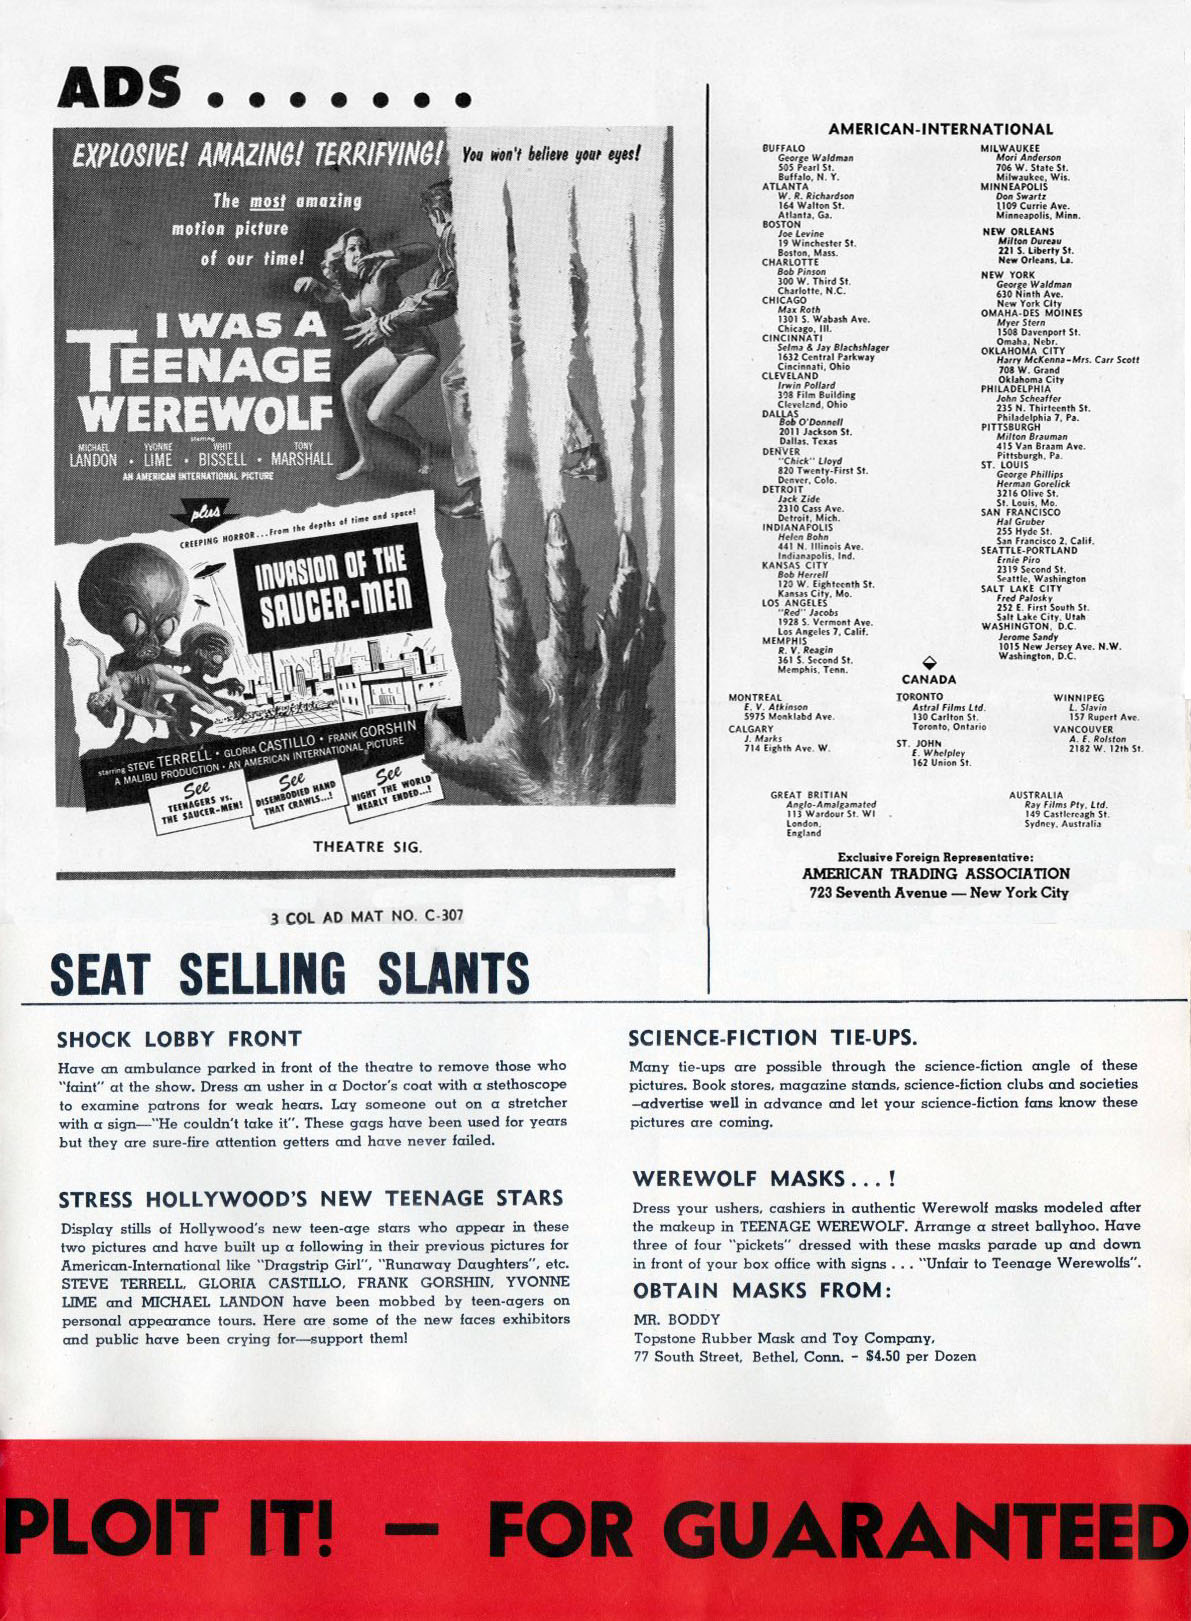 ADS . . . . . . .
EXPLOSIVE! AMAZING! TERRIFYING!
You won't believe your eyes!
The most amazing
motion picture
of our time!
I WAS A
TEENAGE
WEREWOLF
starring
MICHAEL LANDON • YVONNE LIME • WHIT BISSELL • TONY MARSHALL
AN AMERICAN INTERNATIONAL PICTURE
plus
CREEPING HORROR...From the depths of time and space!
INVASION OF THE
SAUCER-MEN
starring STEVE TERRELL • GLORIA CASTILLO • FRANK GORSHIN
A MALIBU PRODUCTION • AN AMERICAN INTERNATIONAL PICTURE
See
TEENAGERS vs.
THE SAUCER-MEN!
See
DISEMBODIED HAND
THAT CRAWLS...!
See
NIGHT THE WORLD
NEARLY ENDED...!
THEATRE SIG.
3 COL AD MAT NO. C-307
AMERICAN-INTERNATIONAL
BUFFALO
George Waldman
505 Pearl St.
Buffalo, N. Y.
ATLANTA
W. R. Richardson
164 Walton St.
Atlanta, Ga.
BOSTON
Joe Levine
19 Winchester St.
Boston, Mass.
CHARLOTTE
Bob Pinson
300 W. Third St.
Charlotte, N.C.
CHICAGO
Max Roth
1301 S. Wabash Ave.
Chicago, Ill.
CINCINNATI
Selma & Jay Blachshlager
1632 Central Parkway
Cincinnati, Ohio
CLEVELAND
Irwin Pollard
308 Film Building
Cleveland, Ohio
DALLAS
Bob O'Donnell
2011 Jackson St.
Dallas, Texas
DENVER
"Chick" Lloyd
820 Twenty-First St.
Denver, Colo.
DETROIT
Jack Zide
2310 Cass Ave.
Detroit, Mich.
INDIANAPOLIS
Helen Bohn
441 N. Illinois Ave.
Indianapolis, Ind.
KANSAS CITY
Bob Herrell
120 W. Eighteenth St.
Kansas City, Mo.
LOS ANGELES
"Red" Jacobs
1928 S. Vermont Ave.
Los Angeles 7, Calif.
MEMPHIS
R. V. Reagin
361 S. Second St.
Memphis, Tenn.
MILWAUKEE
Mori Anderson
706 W. State St.
Milwaukee, Wis.
MINNEAPOLIS
Don Swartz
1109 Currie Ave.
Minneapolis, Minn.
NEW ORLEANS
Milton Dureau
221 S. Liberty St.
New Orleans, La.
NEW YORK
George Waldman
630 Ninth Ave.
New York City
OMAHA-DES MOINES
Myer Stern
1508 Davenport St.
Omaha, Nebr.
OKLAHOMA CITY
Harry McKenna-Mrs. Carr Scott
708 W. Grand
Oklahoma City
PHILADELPHIA
John Scheaffer
235 N. Thirteenth St.
Philadelphia 7, Pa.
PITTSBURGH
Milton Brauman
415 Van Braam Ave.
Pittsburgh, Pa.
ST. LOUIS
George Phillips
Herman Gorelick
3216 Olive St.
St. Louis, Mo.
SAN FRANCISCO
Hal Gruber
255 Hyde St.
San Francisco 2, Calif.
SEATTLE-PORTLAND
Ernie Piro
2319 Second St.
Seattle, Washington
SALT LAKE CITY
Fred Palosky
252 E. First South St.
Salt Lake City, Utah
WASHINGTON, D.C.
Jerome Sandy
1015 New Jersey Ave. N.W.
Washington, D.C.
CANADA
MONTREAL
E. V. Atkinson
5975 Monklabd Ave.
CALGARY
J. Marks
714 Eighth Ave. W.
TORONTO
Astral Films Ltd.
130 Carlton St.
Toronto, Ontario
ST. JOHN
E. Whelpley
162 Union St.
WINNIPEG
L. Slavin
157 Rupert Ave.
VANCOUVER
A. E. Rolston
2182 W. 12th St.
GREAT BRITIAN
Anglo-Amalgamated
113 Wardour St. WI
London,
England
AUSTRALIA
Ray Films Pty, Ltd.
149 Castlereagh St.
Sydney, Australia
Exclusive Foreign Representative:
AMERICAN TRADING ASSOCIATION
723 Seventh Avenue — New York City
SEAT SELLING SLANTS
SHOCK LOBBY FRONT
Have an ambulance parked in front of the theatre to remove those who
"faint" at the show. Dress an usher in a Doctor's coat with a stethoscope
to examine patrons for weak hears. Lay someone out on a stretcher
with a sign—"He couldn't take it". These gags have been used for years
but they are sure-fire attention getters and have never failed.
STRESS HOLLYWOOD'S NEW TEENAGE STARS
Display stills of Hollywood's new teen-age stars who appear in these
two pictures and have built up a following in their previous pictures for
American-International like "Dragstrip Girl", "Runaway Daughters", etc.
STEVE TERRELL, GLORIA CASTILLO, FRANK GORSHIN, YVONNE
LIME and MICHAEL LANDON have been mobbed by teen-agers on
personal appearance tours. Here are some of the new faces exhibitors
and public have been crying for—support them!
SCIENCE-FICTION TIE-UPS.
Many tie-ups are possible through the science-fiction angle of these
pictures. Book stores, magazine stands, science-fiction clubs and societies
—advertise well in advance and let your science-fiction fans know these
pictures are coming.
WEREWOLF MASKS . . . !
Dress your ushers, cashiers in authentic Werewolf masks modeled after
the makeup in TEENAGE WEREWOLF. Arrange a street ballyhoo. Have
three of four "pickets" dressed with these masks parade up and down
in front of your box office with signs . . . "Unfair to Teenage Werewolfs".
OBTAIN MASKS FROM:
MR. BODDY
Topstone Rubber Mask and Toy Company,
77 South Street, Bethel, Conn. – $4.50 per Dozen
PLOIT IT! — FOR GUARANTEED